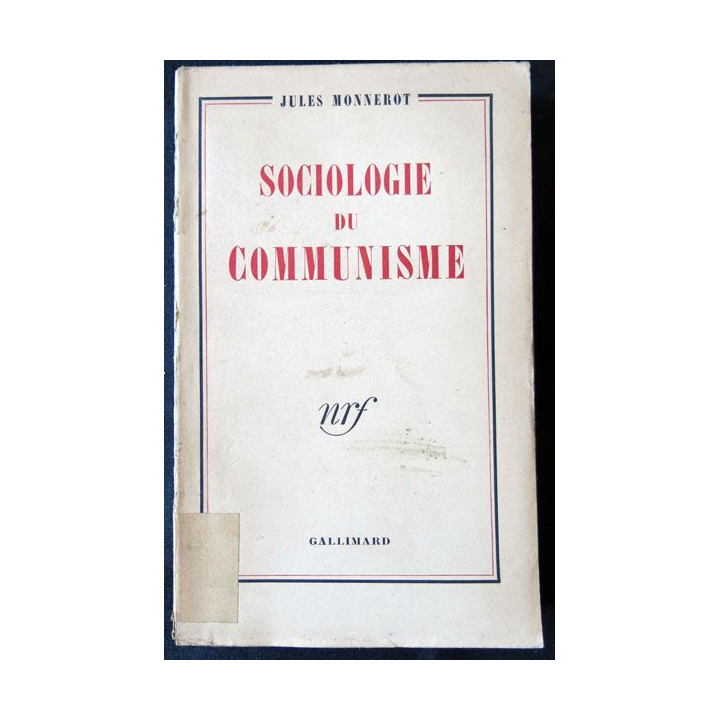 JULES MONNEROT
SOCIOLOGIE
DU
COMMUNISME
nrf
GALLIMARD